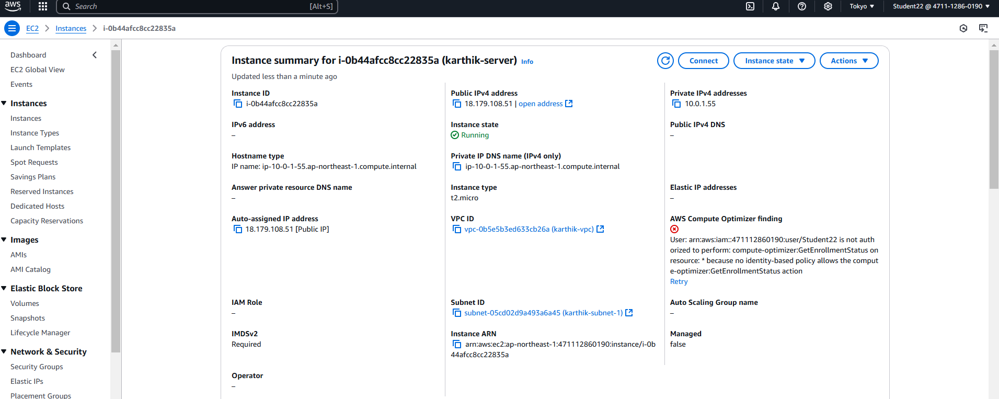 aws
Search
[Alt+S]
Tokyo
Student22 @ 4711-1286-0190
EC2
Instances
i-0b44afcc8cc22835a
Dashboard
EC2 Global View
Events
Instances
Instances
Instance Types
Launch Templates
Spot Requests
Savings Plans
Reserved Instances
Dedicated Hosts
Capacity Reservations
Images
AMIs
AMI Catalog
Elastic Block Store
Volumes
Snapshots
Lifecycle Manager
Network & Security
Security Groups
Elastic IPs
Placement Groups
Instance summary for i-0b44afcc8cc22835a (karthik-server) Info
Connect
Instance state
Actions
Updated less than a minute ago
Instance ID
i-0b44afcc8cc22835a
Public IPv4 address
18.179.108.51 | open address
Private IPv4 addresses
10.0.1.55
IPv6 address
–
Instance state
Running
Public IPv4 DNS
–
Hostname type
IP name: ip-10-0-1-55.ap-northeast-1.compute.internal
Private IP DNS name (IPv4 only)
ip-10-0-1-55.ap-northeast-1.compute.internal
Answer private resource DNS name
–
Instance type
t2.micro
Elastic IP addresses
–
Auto-assigned IP address
18.179.108.51 [Public IP]
VPC ID
vpc-0b5e5b3ed633cb26a (karthik-vpc)
AWS Compute Optimizer finding
User: arn:aws:iam::471112860190:user/Student22 is not auth
orized to perform: compute-optimizer:GetEnrollmentStatus on
resource: * because no identity-based policy allows the comput
e-optimizer:GetEnrollmentStatus action
Retry
IAM Role
–
Subnet ID
subnet-05cd02d9a493a6a45 (karthik-subnet-1)
Auto Scaling Group name
–
IMDSv2
Required
Instance ARN
arn:aws:ec2:ap-northeast-1:471112860190:instance/i-0b
44afcc8cc22835a
Managed
false
Operator
–